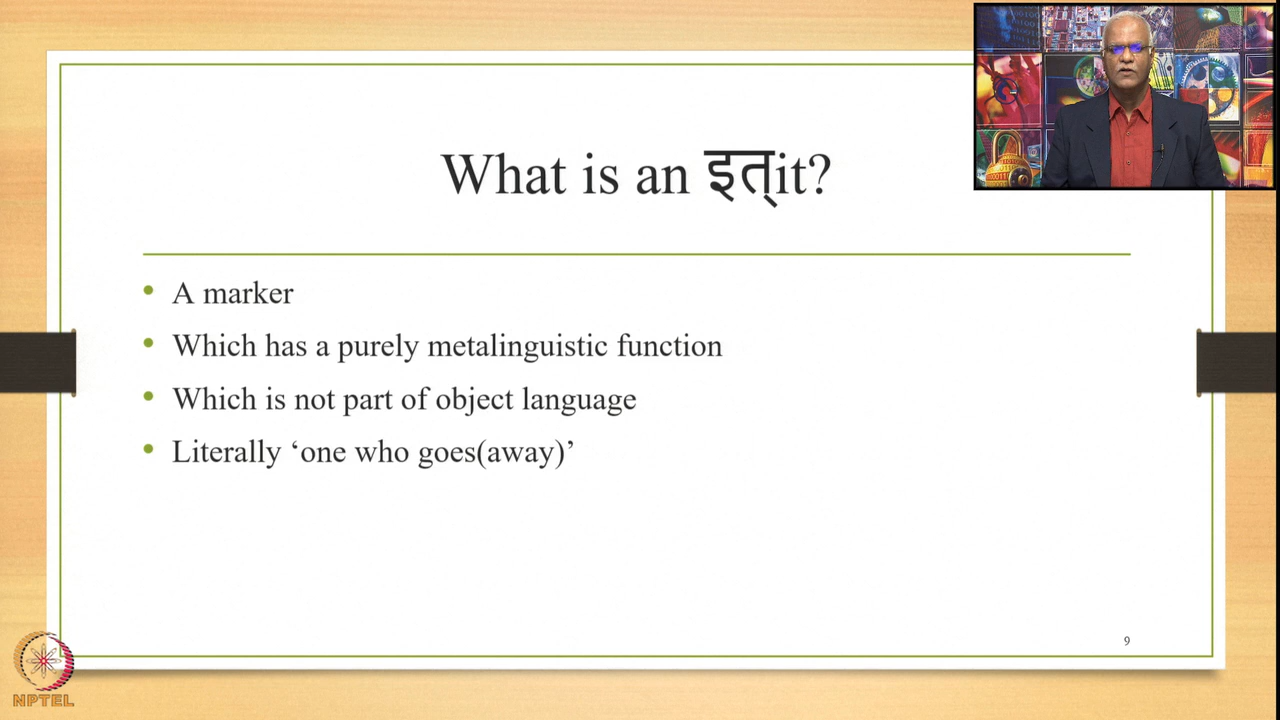 What is an इत्it?
• A marker
• Which has a purely metalinguistic function
• Which is not part of object language
• Literally ‘one who goes(away)’
9
NPTEL